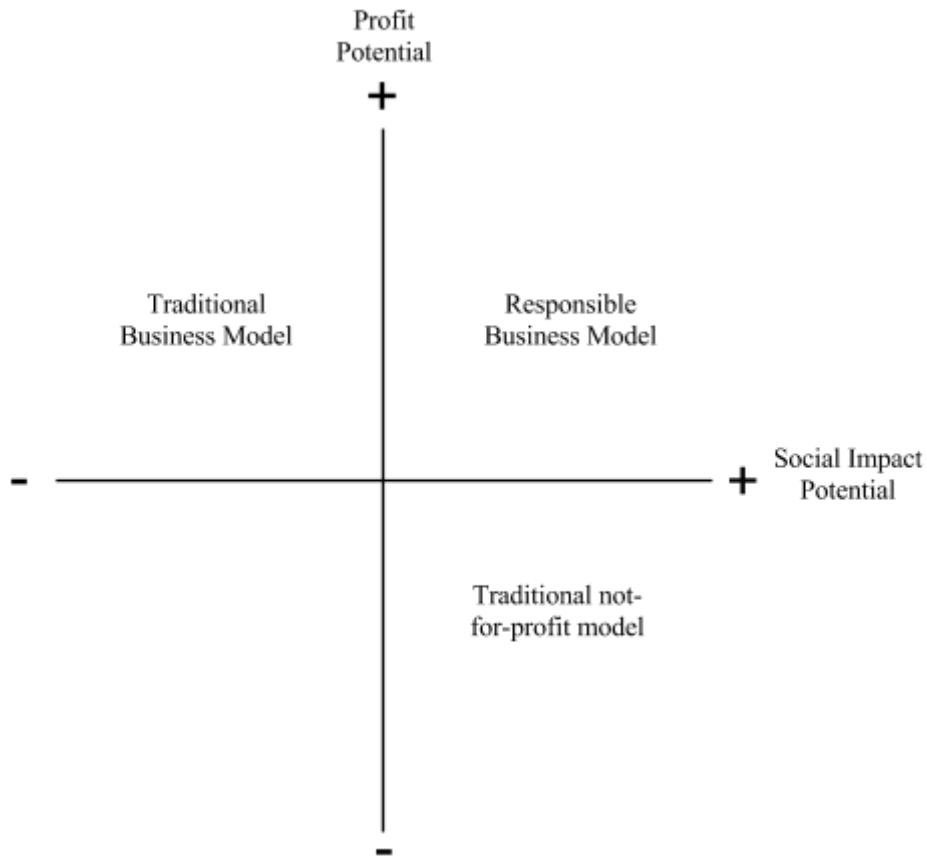 Profit
Potential
+
Traditional
Business Model
Responsible
Business Model
-
+
Social Impact
Potential
Traditional not-
for-profit model
-